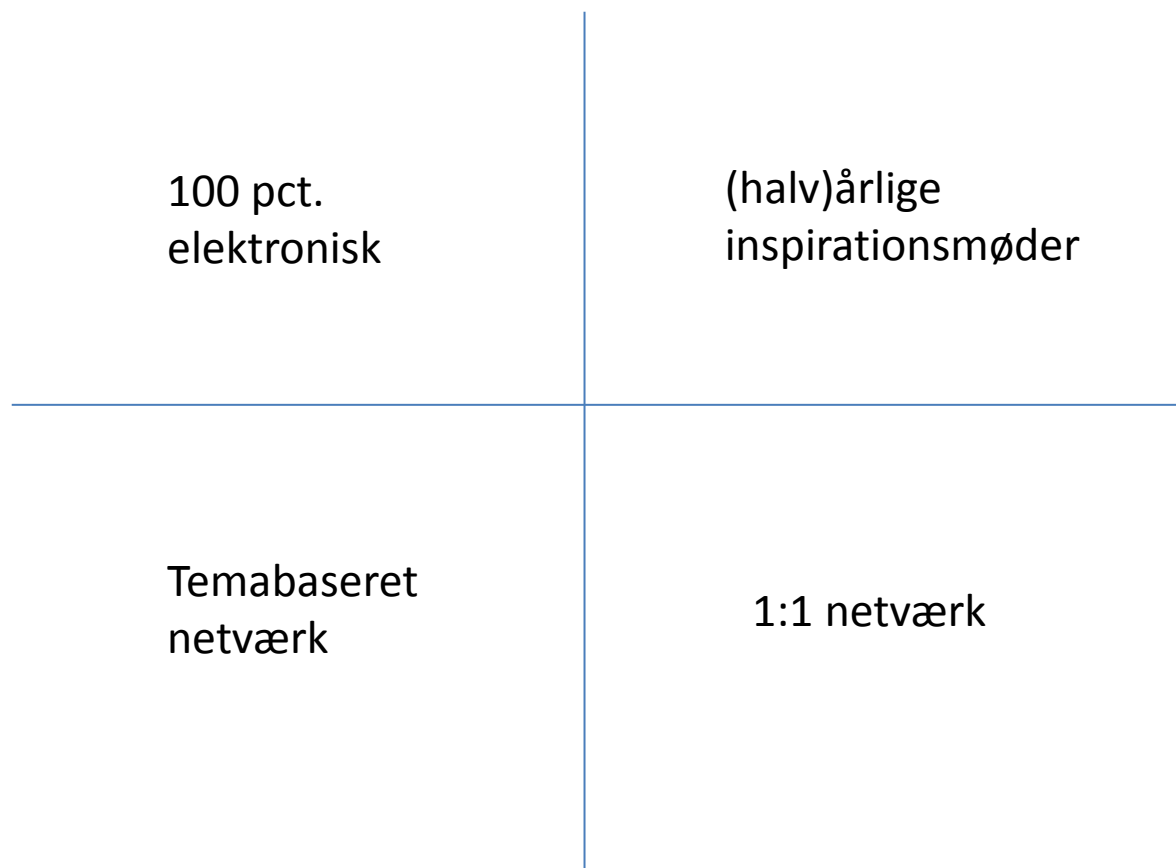 100 pct.
elektronisk
(halv)årlige
inspirationsmøder
Temabaseret
netværk
1:1 netværk